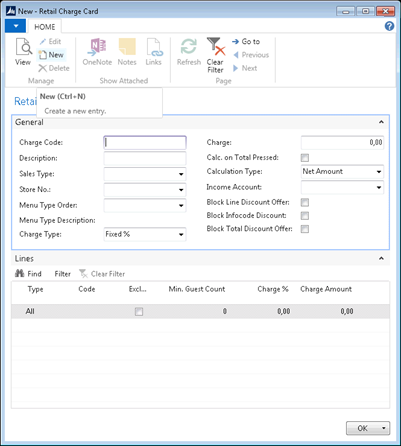 New - Retail Charge Card
HOME
View
Edit
New
Delete
Manage
OneNote
Notes
Links
Show Attached
Refresh
Clear Filter
Go to
Previous
Next
Page
New (Ctrl+N)
Create a new entry.
Retai
General
Charge Code:
Description:
Sales Type:
Store No.:
Menu Type Order:
Menu Type Description:
Charge Type: Fixed %
Charge: 0,00
Calc. on Total Pressed:
Calculation Type: Net Amount
Income Account:
Block Line Discount Offer:
Block Infocode Discount:
Block Total Discount Offer:
Lines
Find Filter Clear Filter
Type Code Excl... Min. Guest Count Charge % Charge Amount
All 0 0,00 0,00
OK